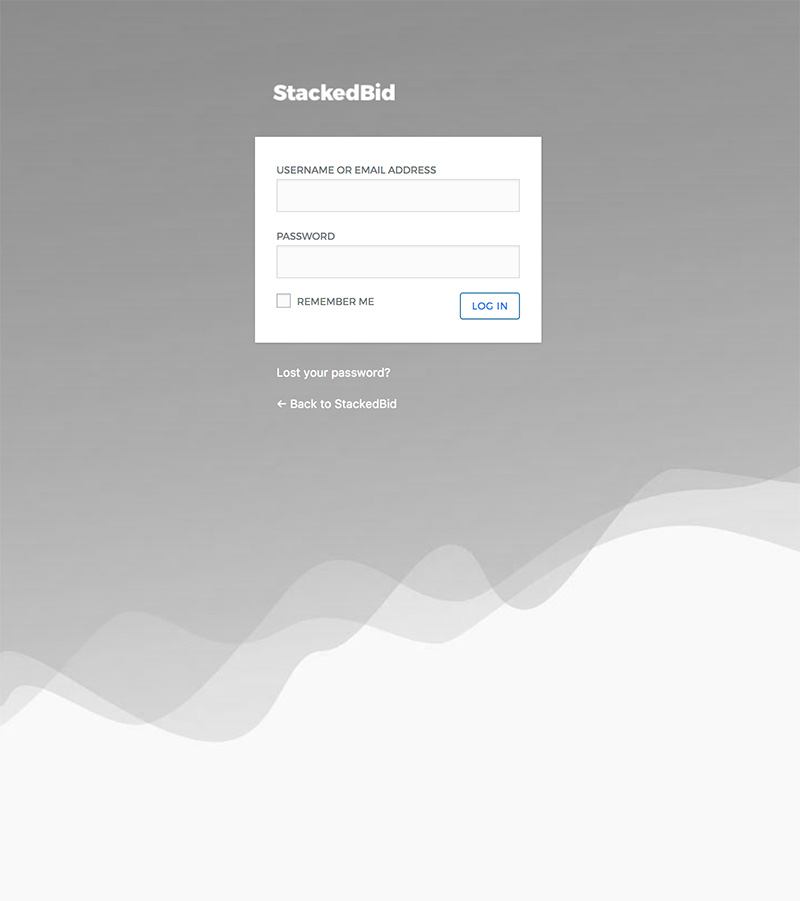 StackedBid
USERNAME OR EMAIL ADDRESS
PASSWORD
REMEMBER ME
LOG IN
Lost your password?
← Back to StackedBid